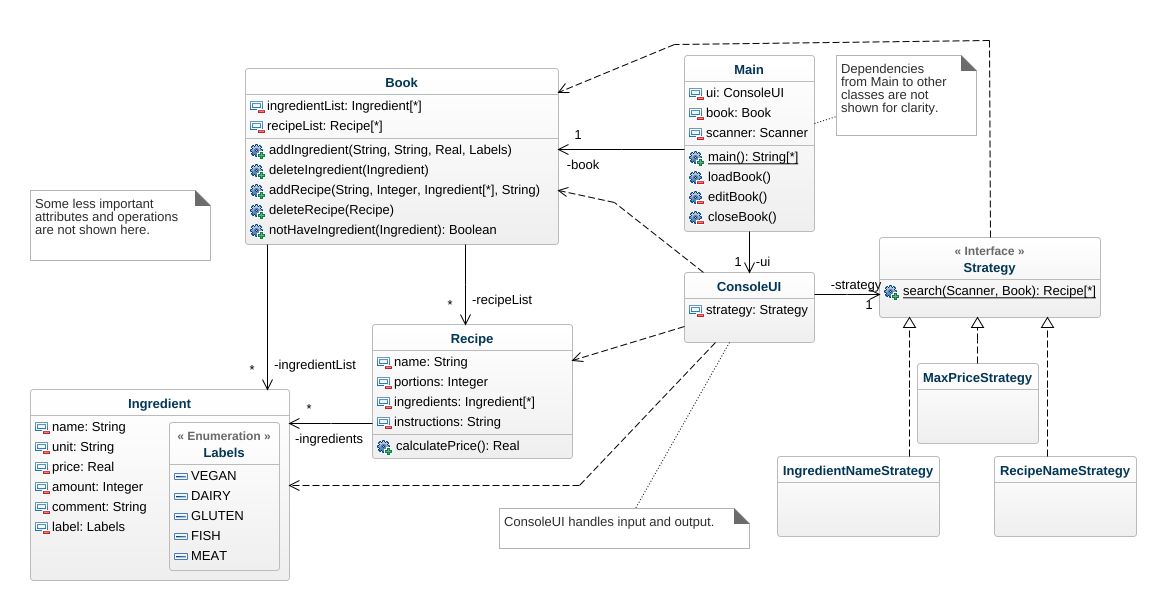 Book
ingredientList: Ingredient[*]
recipeList: Recipe[*]
addIngredient(String, String, Real, Labels)
deleteIngredient(Ingredient)
addRecipe(String, Integer, Ingredient[*], String)
deleteRecipe(Recipe)
notHaveIngredient(Ingredient): Boolean
1
-book
Main
ui: ConsoleUI
book: Book
scanner: Scanner
main(): String[*]
loadBook()
editBook()
closeBook()
Dependencies
from Main to other
classes are not
shown for clarity.
Some less important
attributes and operations
are not shown here.
1
-ui
ConsoleUI
strategy: Strategy
-strategy
1
« Interface »
Strategy
search(Scanner, Book): Recipe[*]
*
-recipeList
*
-ingredientList
Recipe
name: String
portions: Integer
ingredients: Ingredient[*]
instructions: String
calculatePrice(): Real
*
-ingredients
Ingredient
name: String
unit: String
price: Real
amount: Integer
comment: String
label: Labels
« Enumeration »
Labels
VEGAN
DAIRY
GLUTEN
FISH
MEAT
MaxPriceStrategy
IngredientNameStrategy
RecipeNameStrategy
ConsoleUI handles input and output.